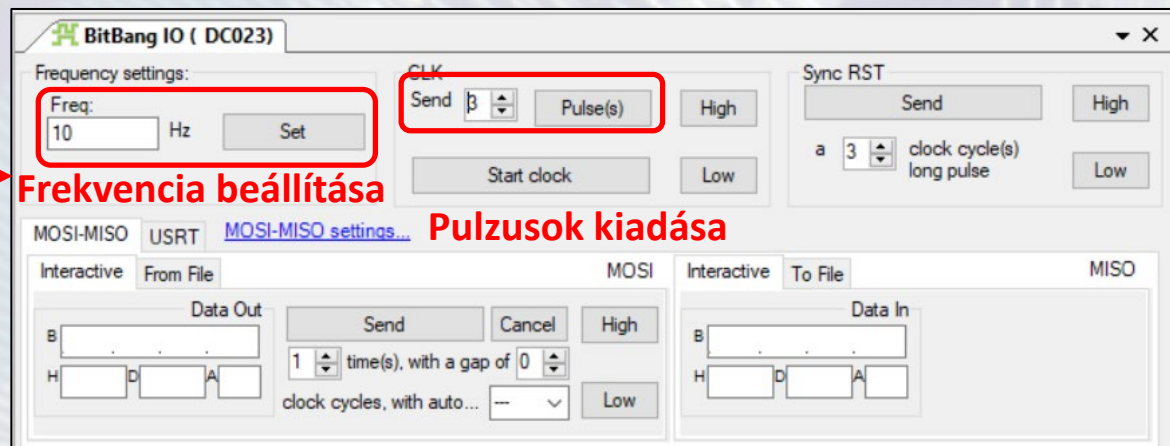 BitBang IO ( DC023)
Frequency settings:
Freq:
10 Hz Set
CLK
Send 3 Pulse(s) High
Start clock Low
Sync RST
Send High
a 3 clock cycle(s)
long pulse Low
Frekvencia beállítása
Pulzusok kiadása
MOSI-MISO USRT MOSI-MISO settings...
Interactive From File MOSI
Data Out
B . . . .
H D A
Send Cancel High
1 time(s), with a gap of 0
clock cycles, with auto... --- Low
Interactive To File MISO
Data In
B . . . .
H D A